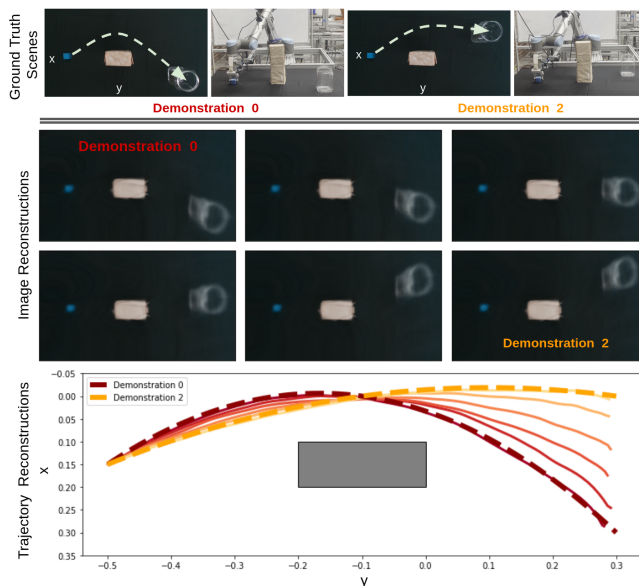 Ground Truth
Scenes
x
y
x
y
Demonstration 0
Demonstration 2
Image Reconstructions
Demonstration 0
Demonstration 2
Trajectory Reconstructions
x
−0.05
0.00
0.05
0.10
0.15
0.20
0.25
0.30
0.35
Demonstration 0
Demonstration 2
−0.5
−0.4
−0.3
−0.2
−0.1
0.0
0.1
0.2
0.3
y